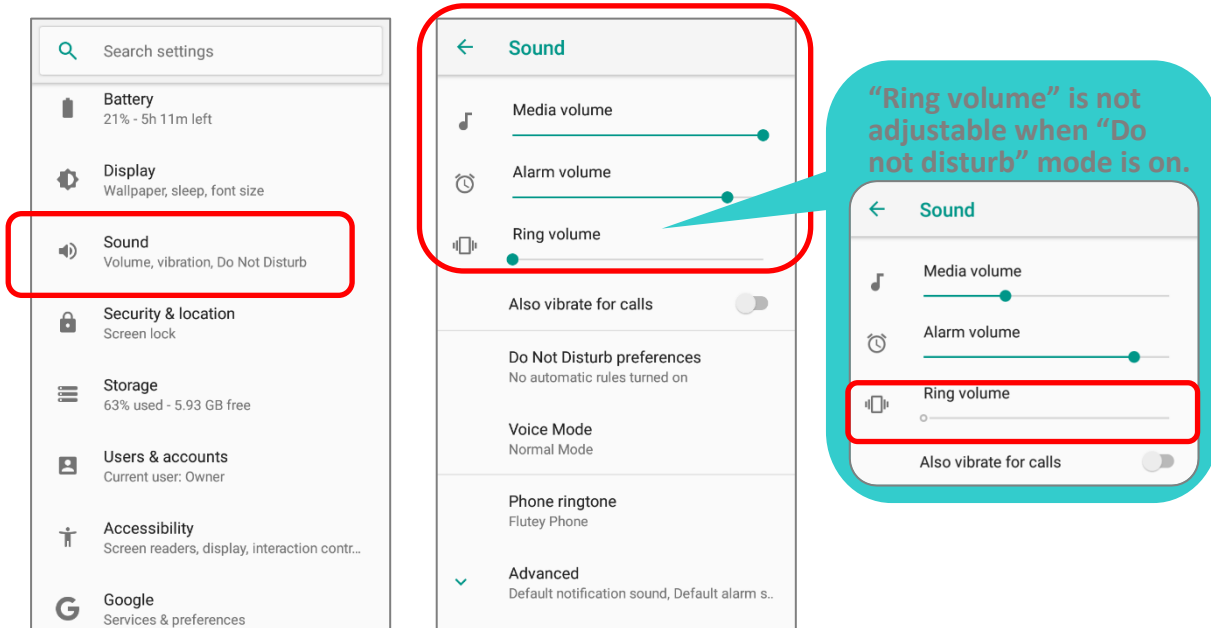 Search settings
Battery
21% - 5h 11m left
Display
Wallpaper, sleep, font size
Sound
Volume, vibration, Do Not Disturb
Security & location
Screen lock
Storage
63% used - 5.93 GB free
Users & accounts
Current user: Owner
Accessibility
Screen readers, display, interaction contr...
Google
Services & preferences
Sound
Media volume
Alarm volume
Ring volume
Also vibrate for calls
Do Not Disturb preferences
No automatic rules turned on
Voice Mode
Normal Mode
Phone ringtone
Flutey Phone
Advanced
Default notification sound, Default alarm s..
“Ring volume” is not
adjustable when “Do
not disturb” mode is on.
Sound
Media volume
Alarm volume
Ring volume
Also vibrate for calls